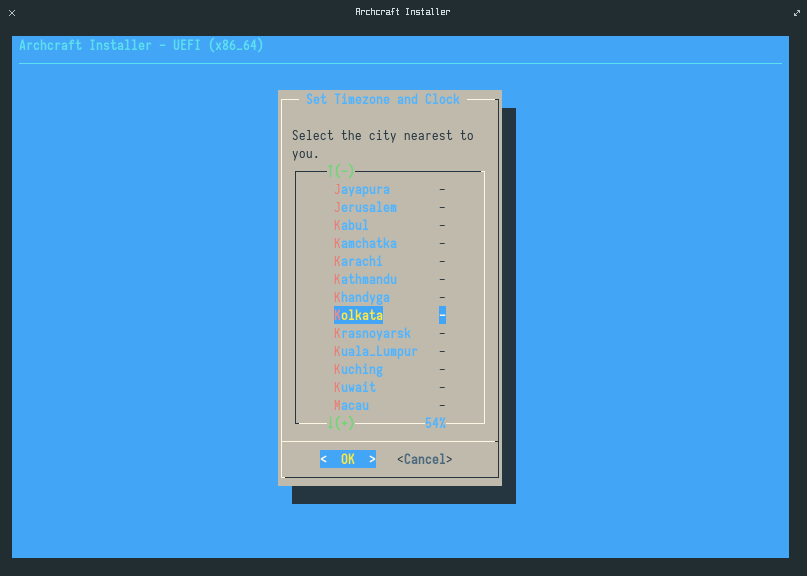 Archcraft Installer
Archcraft Installer - UEFI (x86_64)
Set Timezone and Clock
Select the city nearest to
you.
↑(-)
Jayapura -
Jerusalem -
Kabul -
Kamchatka -
Karachi -
Kathmandu -
Khandyga -
Kolkata -
Krasnoyarsk -
Kuala_Lumpur -
Kuching -
Kuwait -
Macau -
↓(+) 54%
< OK > <Cancel>